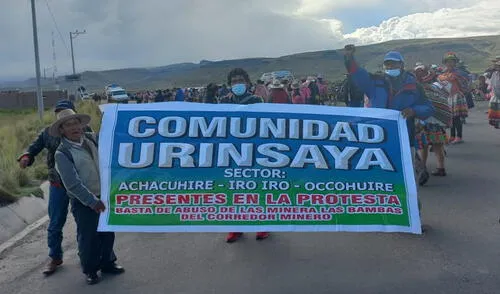 COMUNIDAD
URINSAYA
SECTOR:
ACHACUHIRE - IRO IRO - OCCOHUIRE
PRESENTES EN LA PROTESTA
BASTA DE ABUSO DE LAS MINERA LAS BAMBAS
DEL CORREDOR MINERO